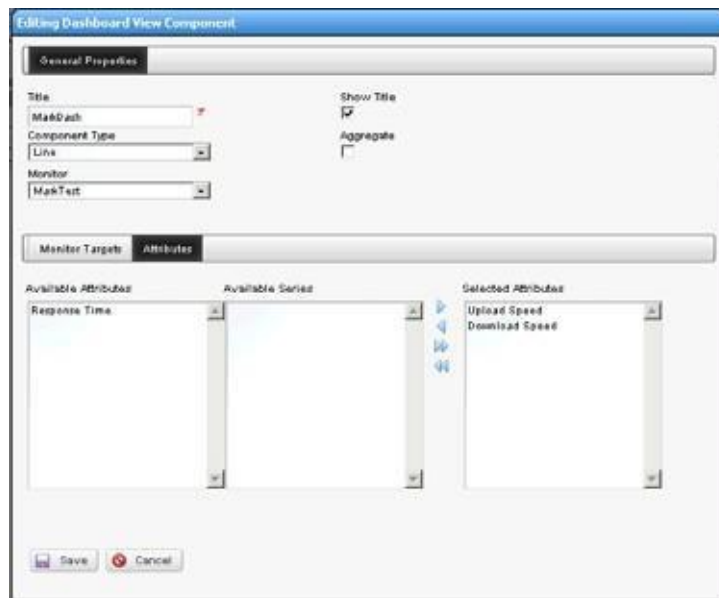 Editing Dashboard View Component
General Properties
Title
Show Title
MarkDash
Component Type
Aggregate
Line
Monitor
MarkTest
Monitor Targets Attributes
Available Attributes Available Series Selected Attributes
Response Time
Upload Speed
Download Speed
Save Cancel